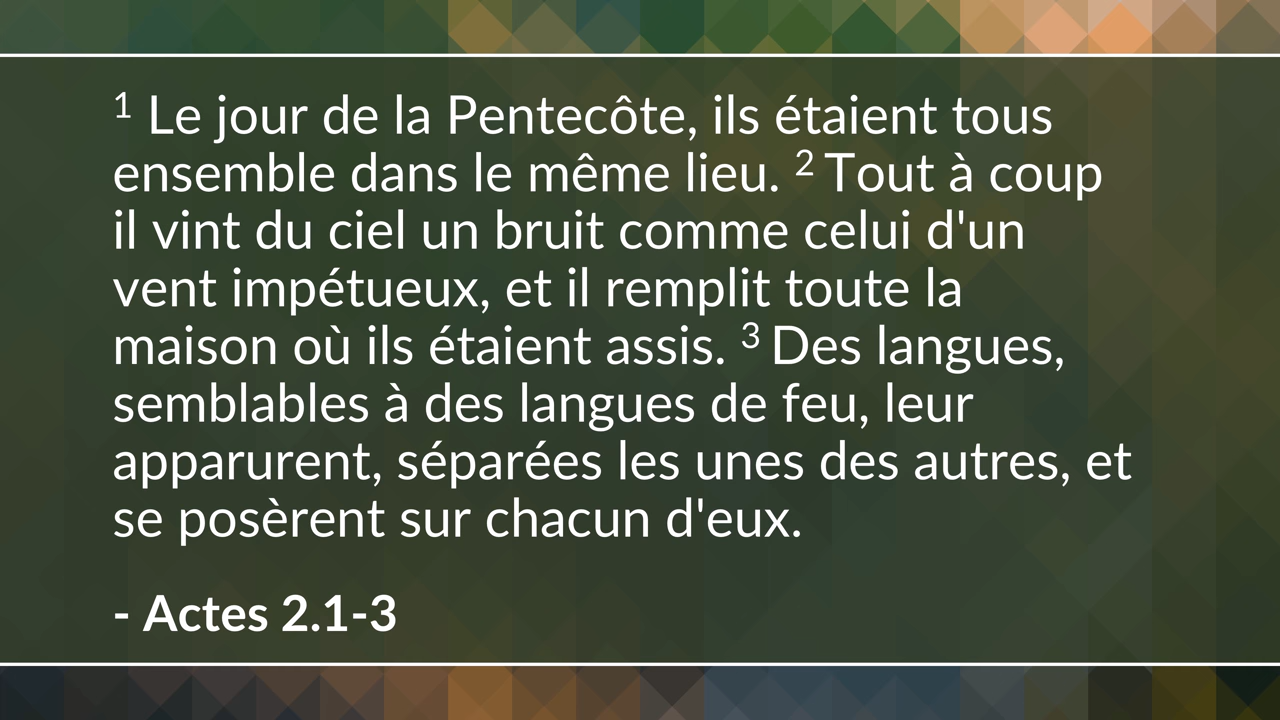 1 Le jour de la Pentecôte, ils étaient tous
ensemble dans le même lieu. 2 Tout à coup
il vint du ciel un bruit comme celui d'un
vent impétueux, et il remplit toute la
maison où ils étaient assis. 3 Des langues,
semblables à des langues de feu, leur
apparurent, séparées les unes des autres, et
se posèrent sur chacun d'eux.
- Actes 2.1-3